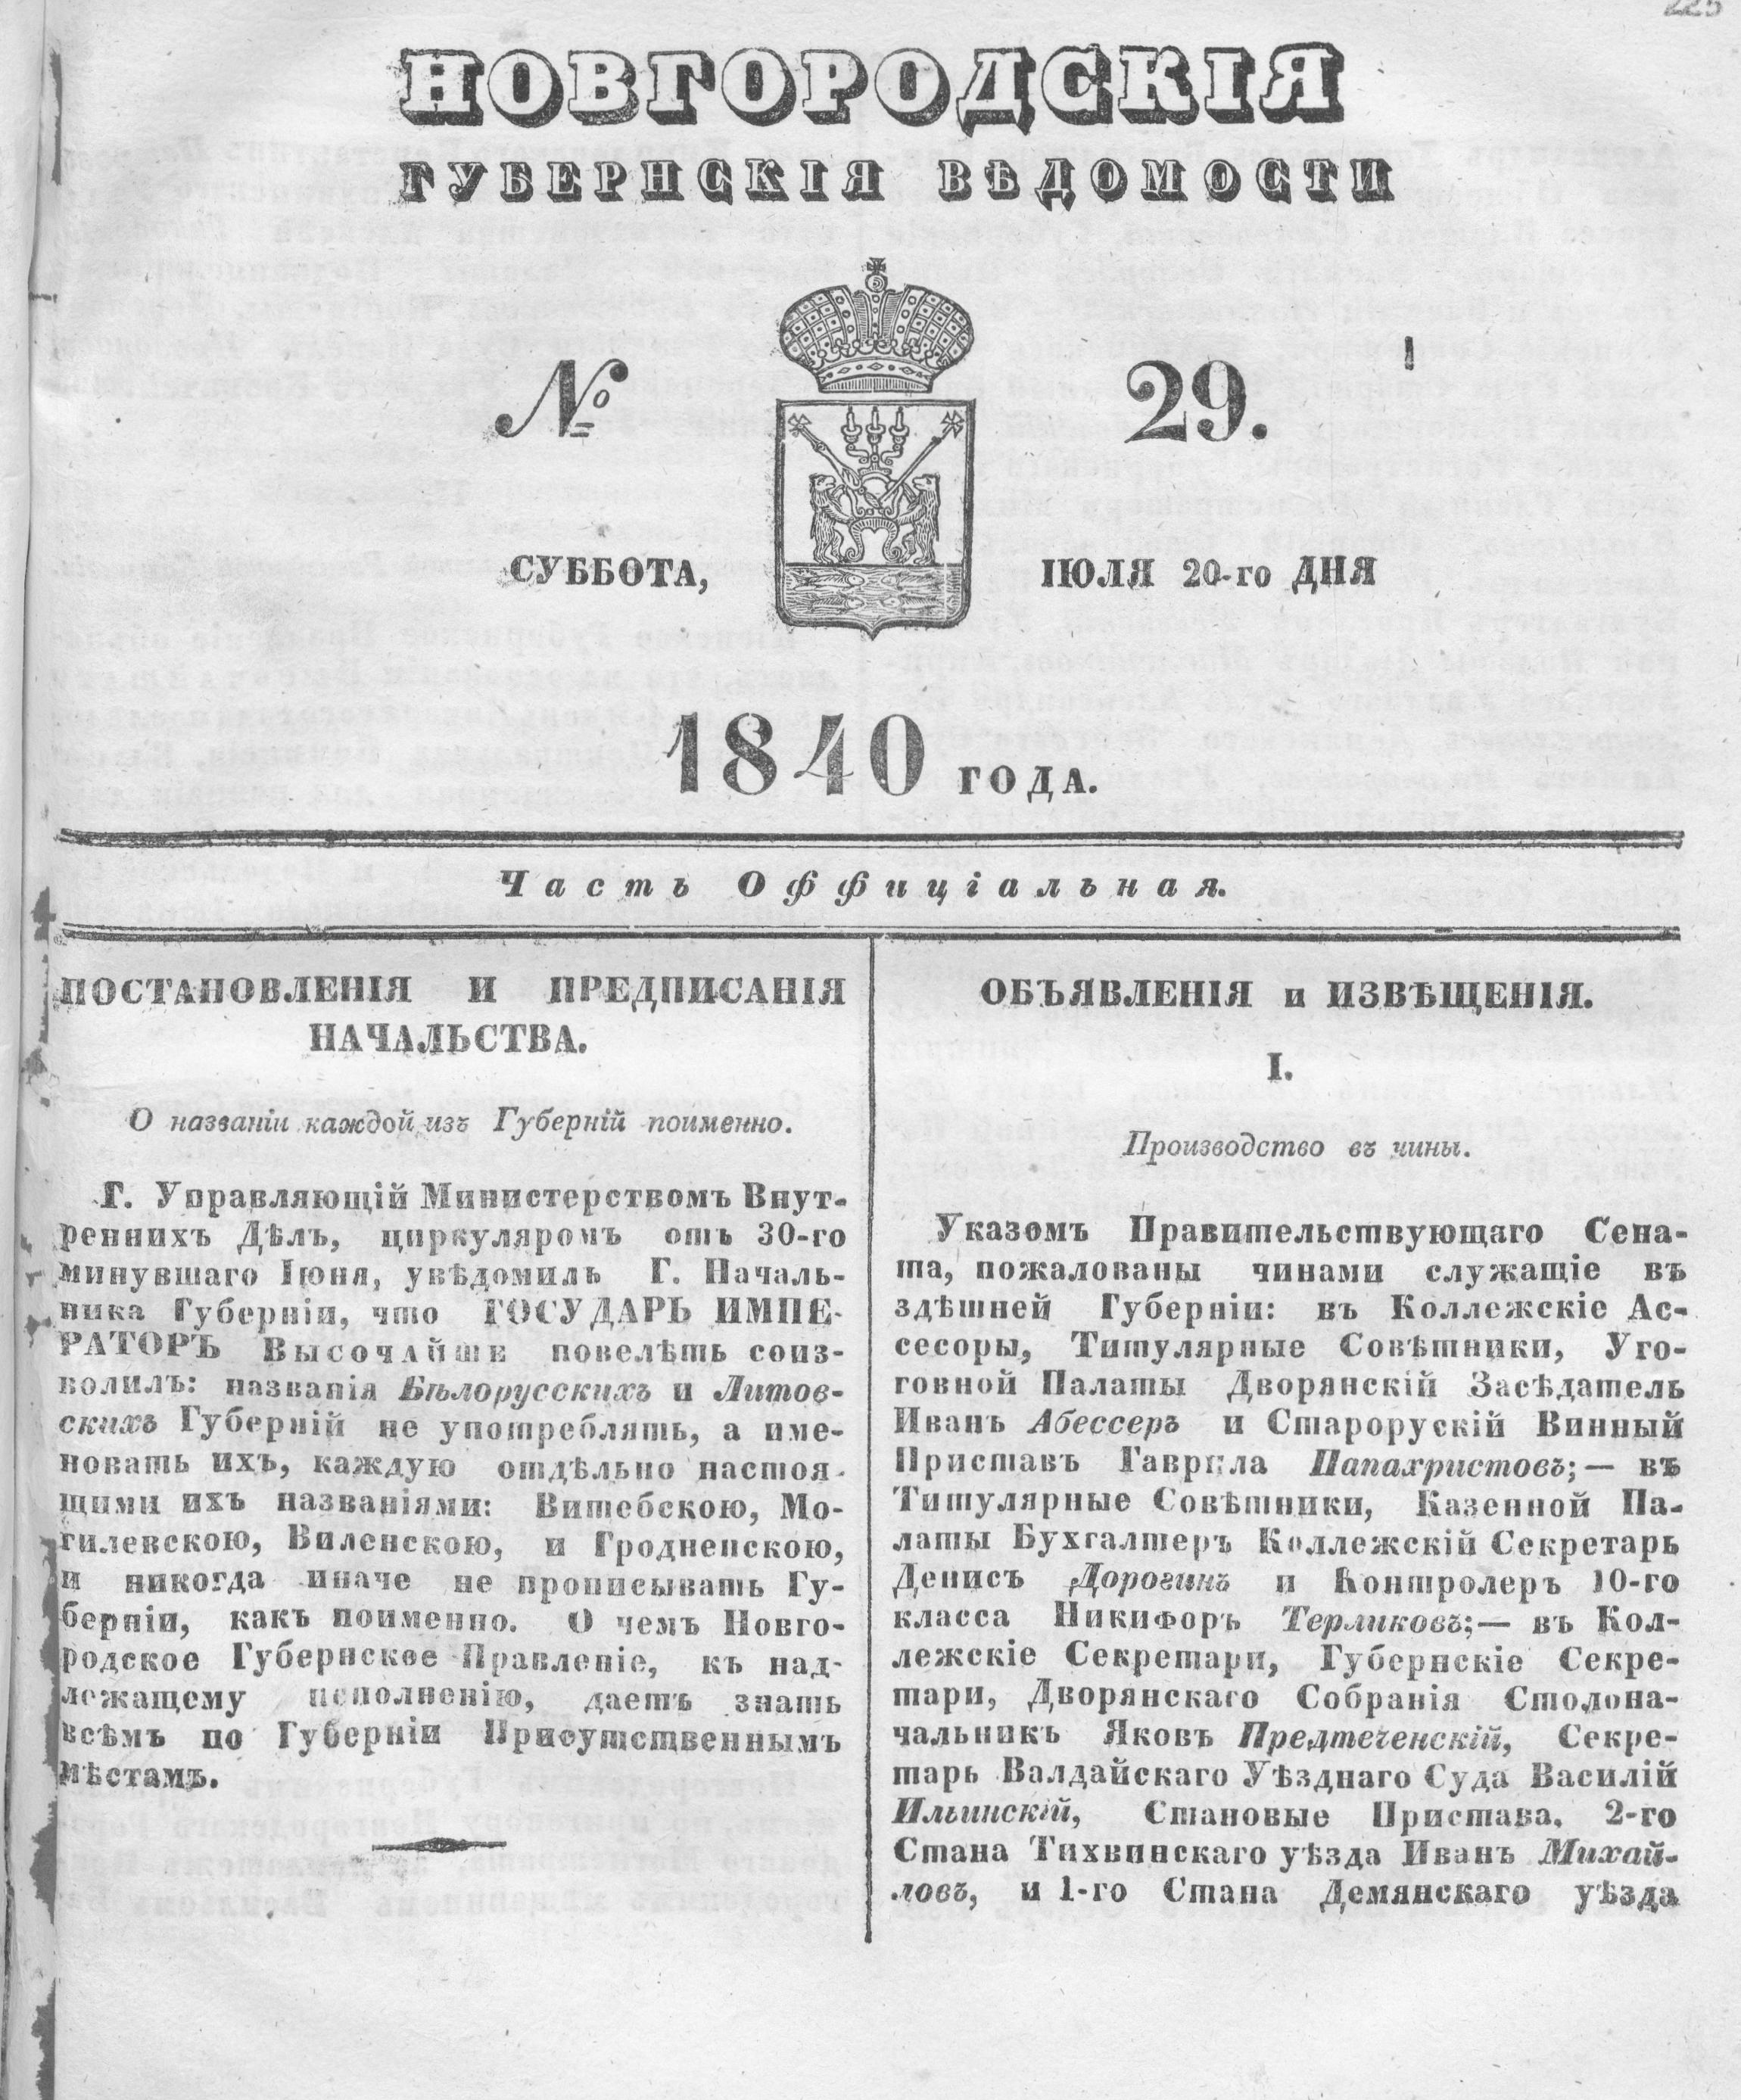 225
НОВГОРОДСКІЯ
ГУБЕРНСКІЯ ВѢДОМОСТИ
№ 29.
СУББОТА, ІЮЛЯ 20-го ДНЯ
1840 ГОДА.
Часть Оффиціальная.
ПОСТАНОВЛЕНІЯ И ПРЕДПИСАНІЯ
НАЧАЛЬСТВА.
О названіи каждой изъ Губерній поименно.
Г. Управляющій Министерствомъ Внут-
реннихъ Дѣлъ, циркуляромъ отъ 30-го
минувшаго Іюня, увѣдомилъ Г. Началь-
ника Губерніи, что ГОСУДАРЬ ИМПЕ-
РАТОРЪ Высочайше повелѣть соиз-
волилъ: названія Бѣлорусскихъ и Литов-
скихъ Губерній не употреблять, а име-
новать ихъ, каждую отдѣльно настоя-
щими ихъ названіями: Витебскою, Мо-
гилевскою, Виленскою, и Гродненскою,
и никогда иначе не прописывать Гу-
берніи, какъ поименно. О чемъ Новго-
родское Губернское Правленіе, къ над-
лежащему исполненію, даетъ знать
всѣмъ по Губерніи Присутственнымъ
мѣстамъ.
ОБЪЯВЛЕНІЯ и ИЗВѢЩЕНІЯ.
I.
Производство въ чины.
Указомъ Правительствующаго Сена-
та, пожалованы чинами служащіе въ
здѣшней Губерніи: въ Коллежскіе Ас-
сесоры, Титулярные Совѣтники, Уго-
ловной Палаты Дворянскій Засѣдатель
Иванъ Абессеръ и Старорускій Винный
Приставъ Гаврила Папахристовъ;— въ
Титулярные Совѣтники, Казенной Па-
латы Бухгалтеръ Коллежскій Секретарь
Денисъ Дорогинъ и Контролеръ 10-го
класса Никифоръ Терликовъ;— въ Кол-
лежскіе Секретари, Губернскіе Секре-
тари, Дворянскаго Собранія Столона-
чальникъ Яковъ Предтеченскій, Секре-
тарь Валдайскаго Уѣзднаго Суда Василій
Ильинскій, Становые Пристава, 2-го
Стана Тихвинскаго уѣзда Иванъ Михай-
ловъ, и 1-го Стана Демянскаго уѣзда